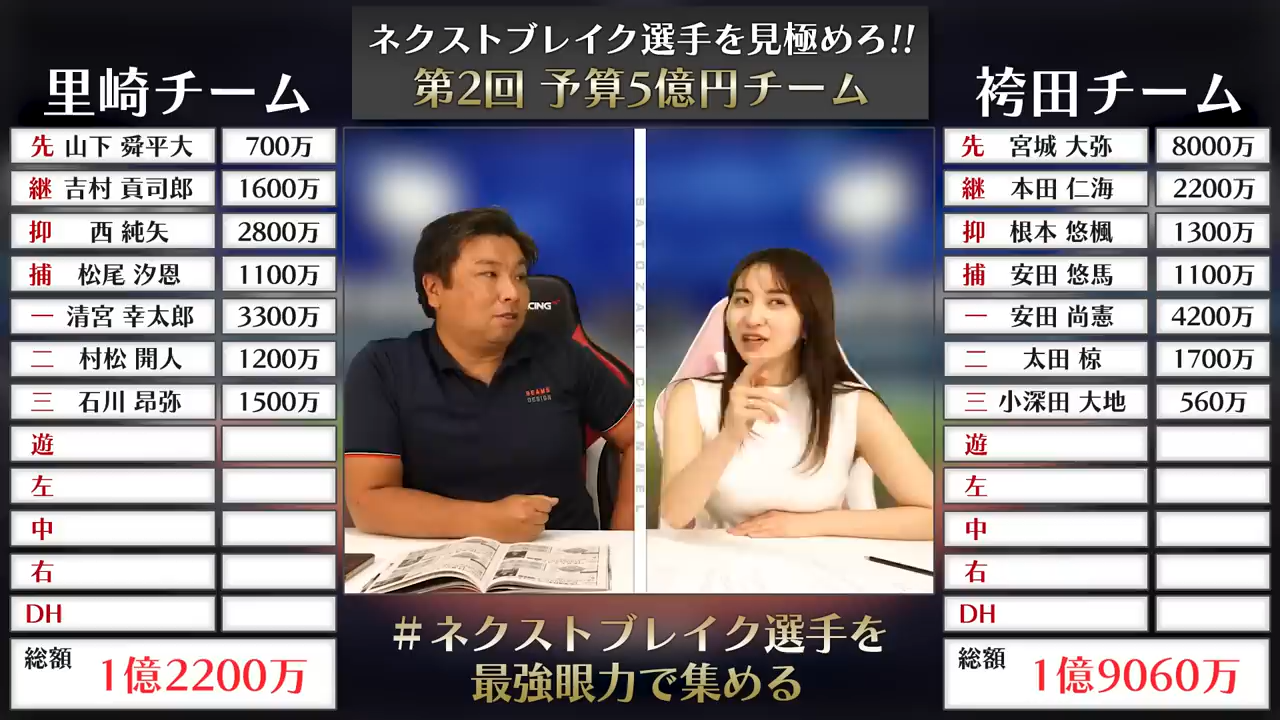 ネクストブレイク選手を見極めろ!!
第2回 予算5億円チーム
里崎チーム
先 山下 舜平大 700万
継 吉村 貢司郎 1600万
抑 西 純矢 2800万
捕 松尾 汐恩 1100万
一 清宮 幸太郎 3300万
二 村松 開人 1200万
三 石川 昂弥 1500万
遊
左
中
右
DH
総額 1億2200万
SATOZAKI CHANNEL
CING
BEAMS
DESIGN
袴田チーム
先 宮城 大弥 8000万
継 本田 仁海 2200万
抑 根本 悠楓 1300万
捕 安田 悠馬 1100万
一 安田 尚憲 4200万
二 太田 椋 1700万
三 小深田 大地 560万
遊
左
中
右
DH
総額 1億9060万
#ネクストブレイク選手を
最強眼力で集める